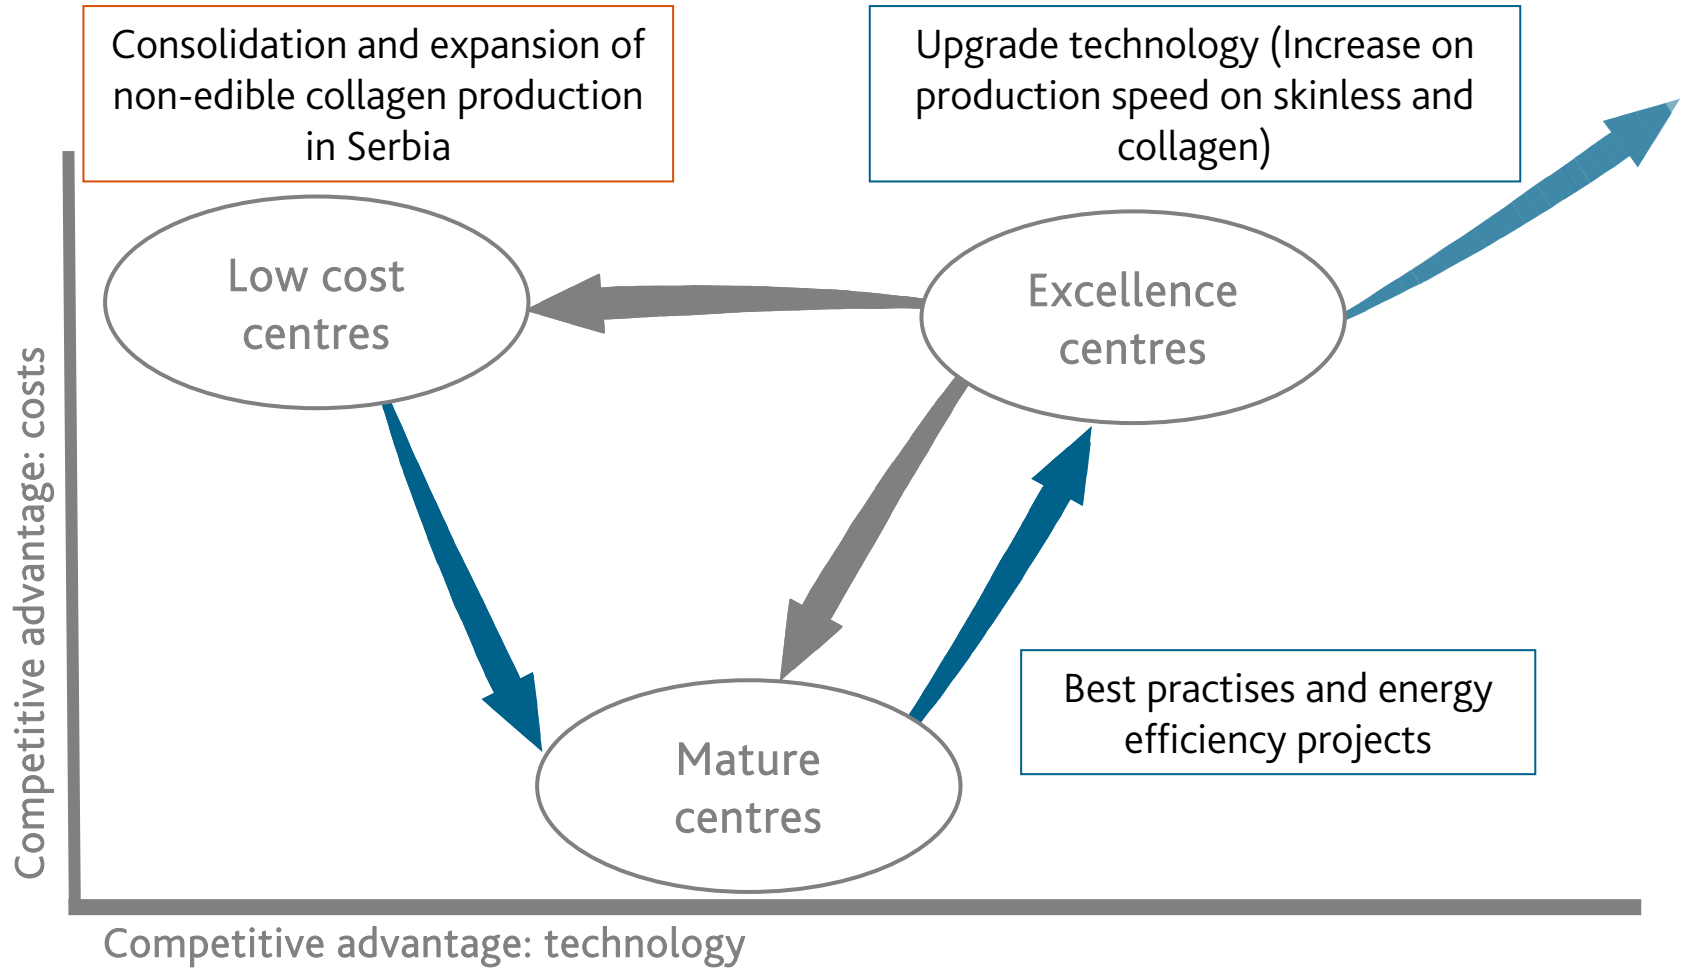 Consolidation and expansion of
non-edible collagen production
in Serbia
Upgrade technology (Increase on
production speed on skinless and
collagen)
Low cost
centres
Excellence
centres
Competitive advantage: costs
Best practises and energy
efficiency projects
Mature
centres
Competitive advantage: technology